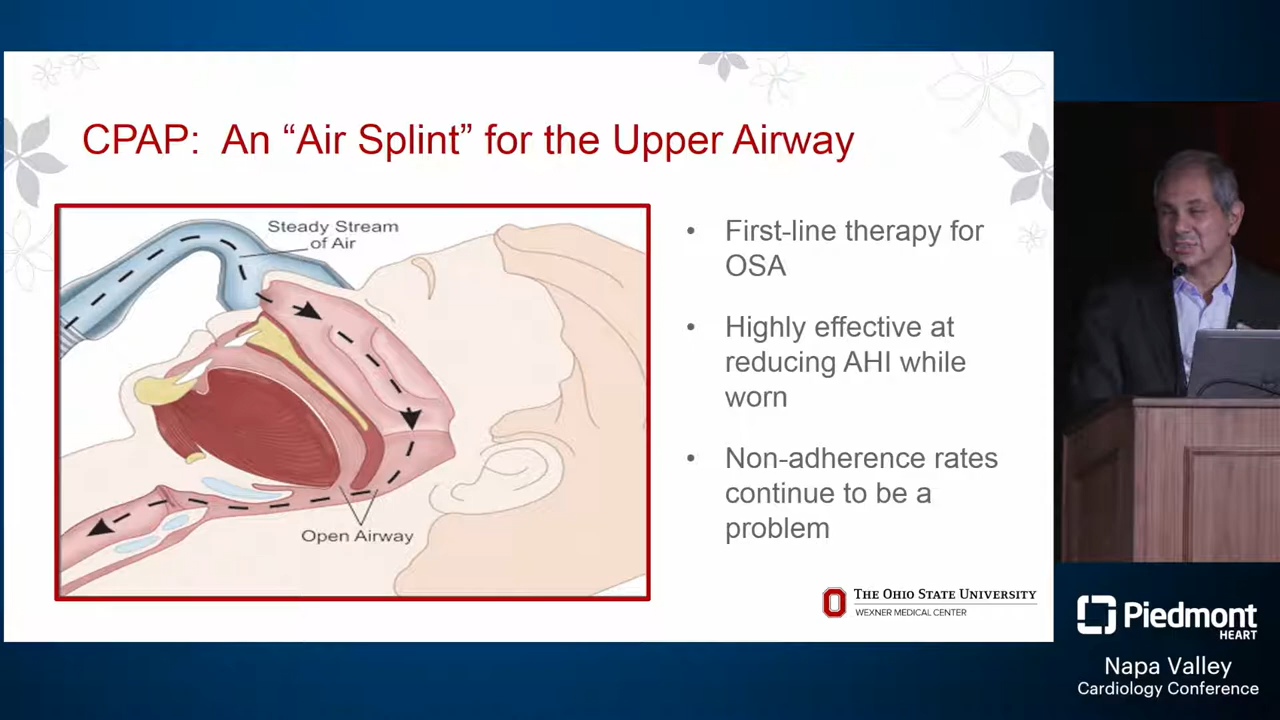 CPAP:  An “Air Splint” for the Upper Airway
Steady Stream
of Air
Open Airway
• First-line therapy for
OSA
• Highly effective at
reducing AHI while
worn
• Non-adherence rates
continue to be a
problem
THE OHIO STATE UNIVERSITY
WEXNER MEDICAL CENTER
Piedmont
HEART
Napa Valley
Cardiology Conference